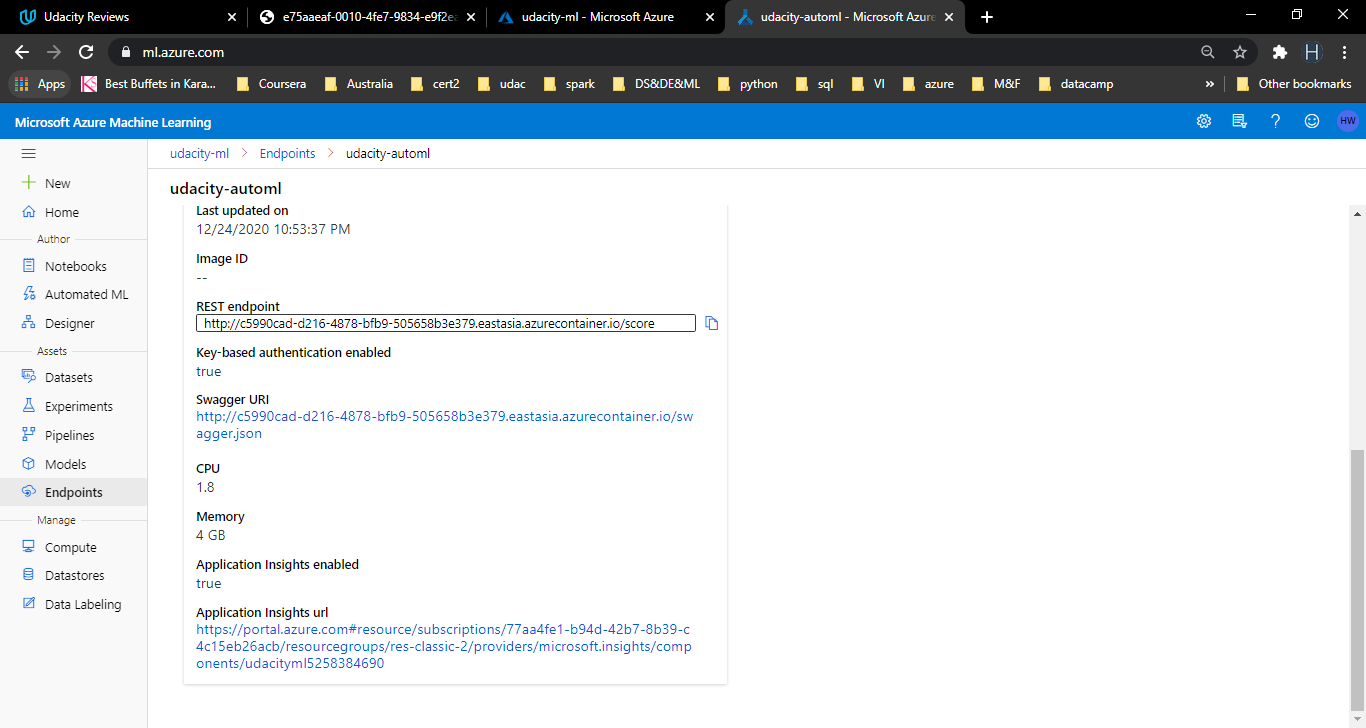 Udacity Reviews
e75aaeaf-0010-4fe7-9834-e9f2ea
udacity-ml - Microsoft Azure
udacity-automl - Microsoft Azure
ml.azure.com
Apps
Best Buffets in Kara...
Coursera
Australia
cert2
udac
spark
DS&DE&ML
python
sql
VI
azure
M&F
datacamp
»
Other bookmarks
Microsoft Azure Machine Learning
HW
udacity-ml > Endpoints > udacity-automl
New
Home
Author
Notebooks
Automated ML
Designer
Assets
Datasets
Experiments
Pipelines
Models
Endpoints
Manage
Compute
Datastores
Data Labeling
udacity-automl
Last updated on
12/24/2020 10:53:37 PM
Image ID
--
REST endpoint
http://c5990cad-d216-4878-bfb9-505658b3e379.eastasia.azurecontainer.io/score
Key-based authentication enabled
true
Swagger URI
http://c5990cad-d216-4878-bfb9-505658b3e379.eastasia.azurecontainer.io/sw
agger.json
CPU
1.8
Memory
4 GB
Application Insights enabled
true
Application Insights url
https://portal.azure.com#resource/subscriptions/77aa4fe1-b94d-42b7-8b39-c
4c15eb26acb/resourcegroups/res-classic-2/providers/microsoft.insights/comp
onents/udacityml5258384690